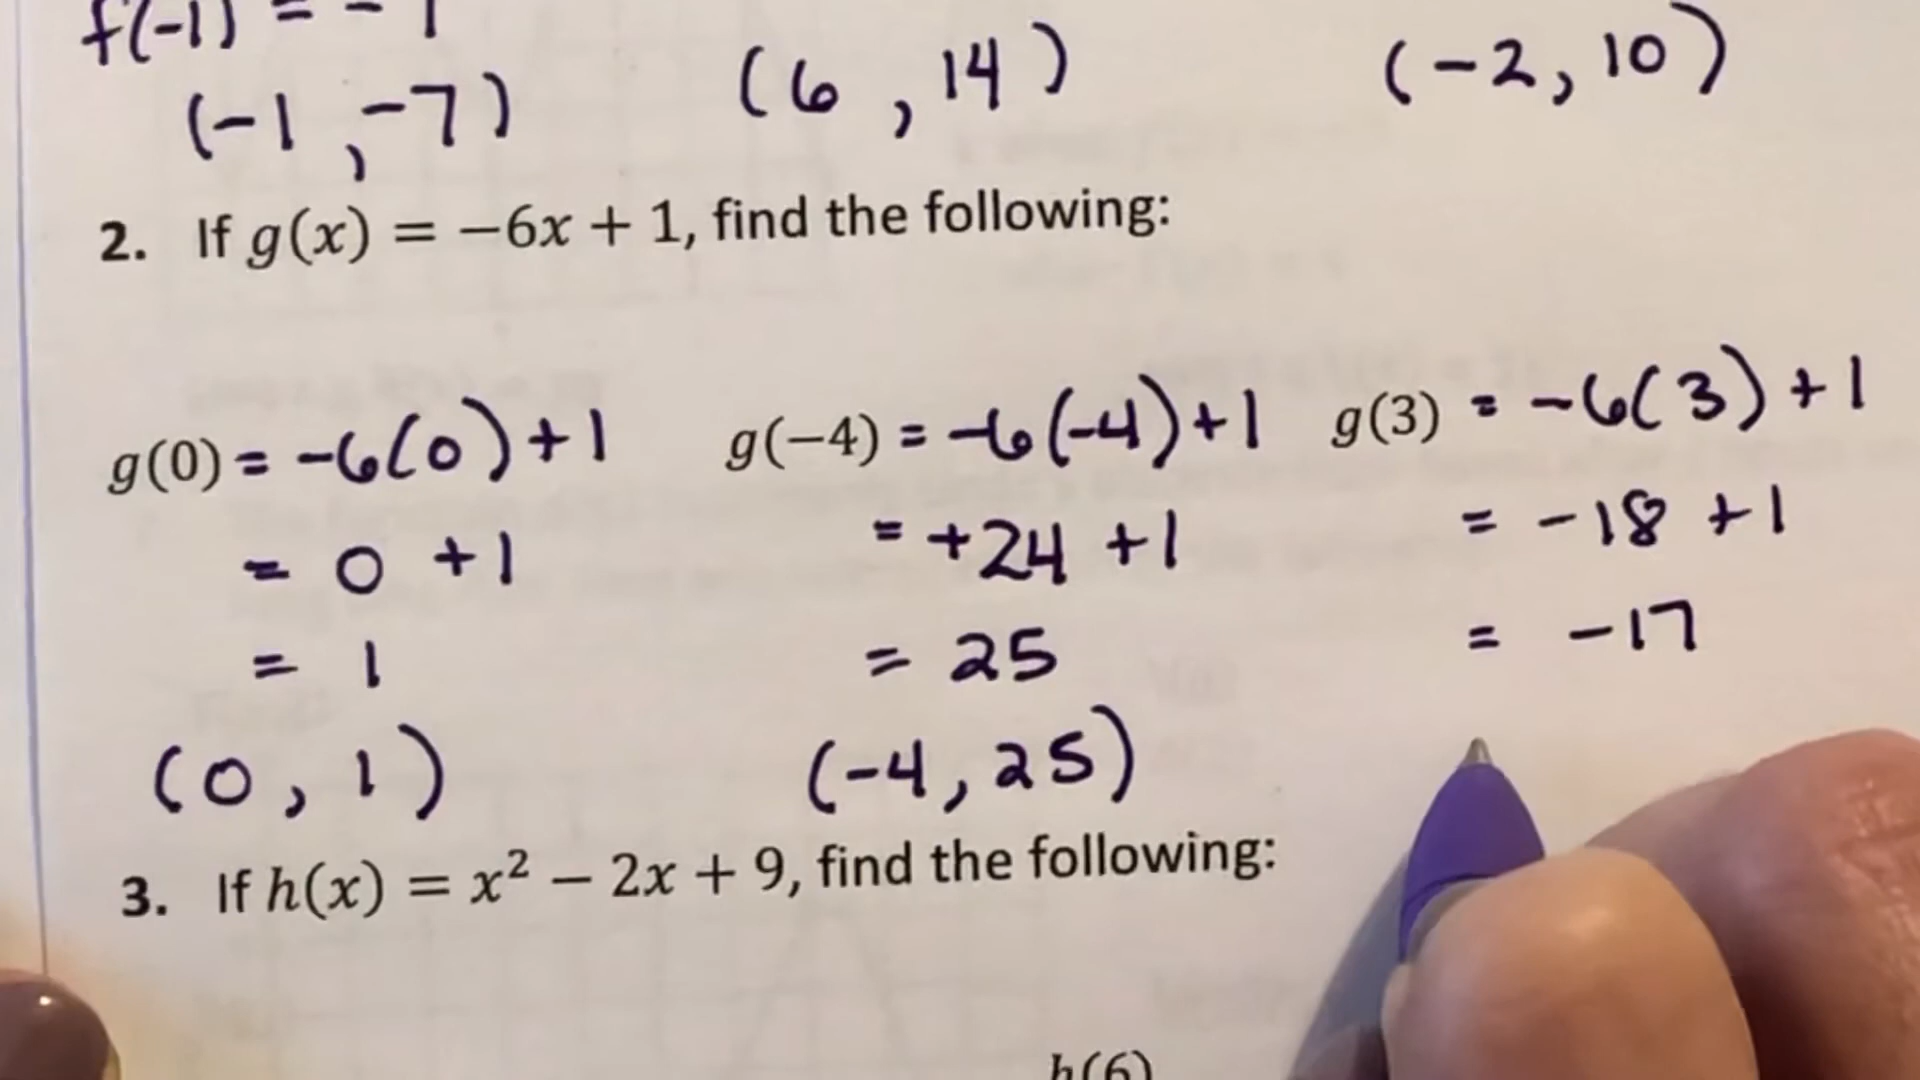 f(-1) = -7
(-1, -7) (6, 14) (-2, 10)
2. If g(x) = −6x + 1, find the following:
g(0) = -6(0)+1 g(−4) = -6(-4)+1 g(3) = -6(3)+1
= 0 +1 = +24 +1 = -18 +1
= 1 = 25 = -17
(0, 1) (-4, 25)
3. If h(x) = x² − 2x + 9, find the following:
h(6)